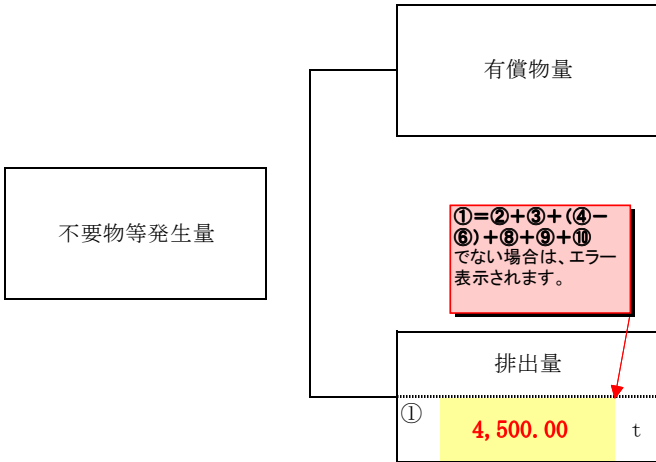 有償物量
不要物等発生量
①=②+③+(④-
⑥)+⑧+⑨+⑩
でない場合は、エラー
表示されます。
排出量
① 4,500.00 t